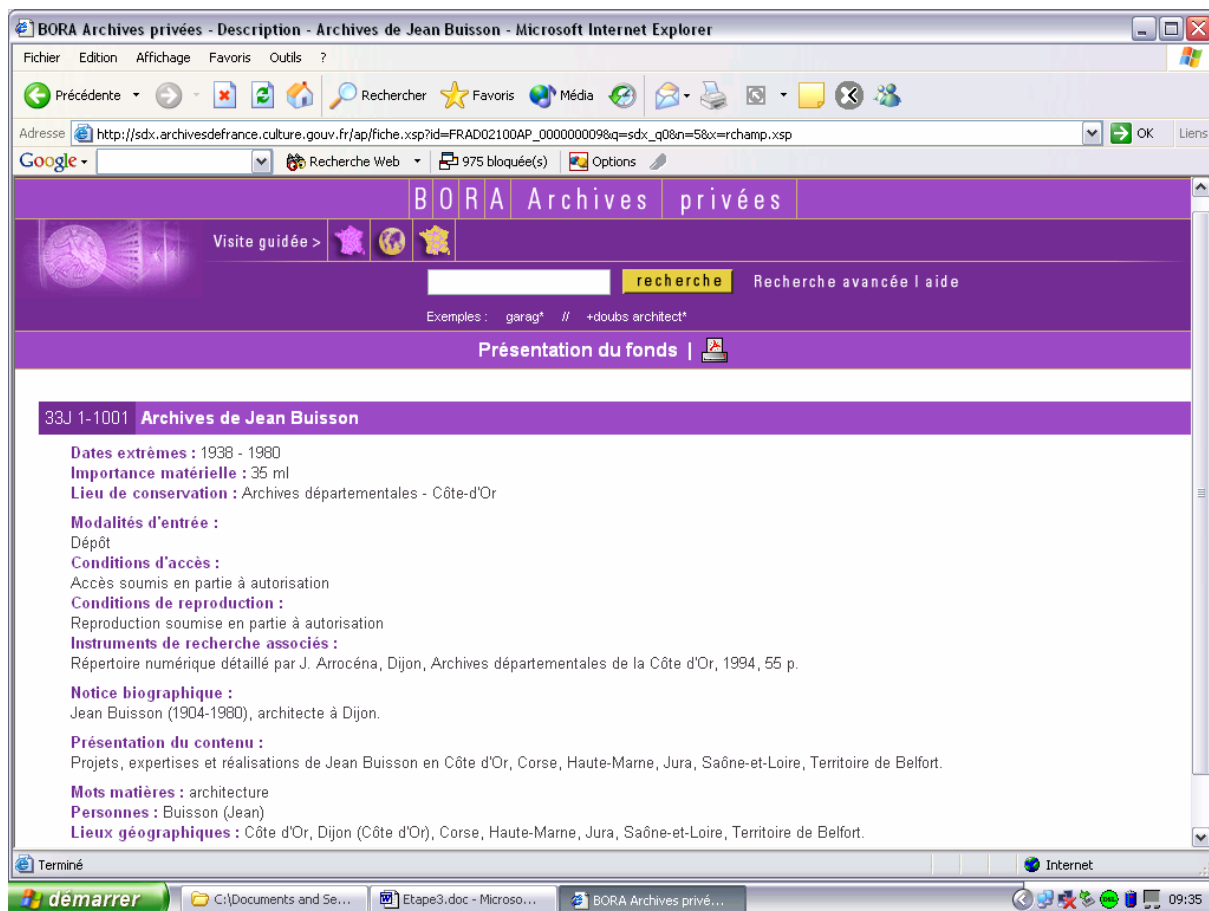 BORA Archives privées - Description - Archives de Jean Buisson - Microsoft Internet Explorer
Fichier Edition Affichage Favoris Outils ?
Précédente Rechercher Favoris Média
Adresse http://sdx.archivesdefrance.culture.gouv.fr/ap/fiche.xsp?id=FRAD02100AP_000000009&q=sdx_q0&n=5&x=rchamp.xsp OK Liens
Google Recherche Web 975 bloquée(s) Options
BORA Archives privées
Visite guidée >
recherche Recherche avancée I aide
Exemples : garag* // +doubs architect*
Présentation du fonds |
33J 1-1001 Archives de Jean Buisson
Dates extrèmes : 1938 - 1980
Importance matérielle : 35 ml
Lieu de conservation : Archives départementales - Côte-d'Or
Modalités d'entrée :
Dépôt
Conditions d'accès :
Accès soumis en partie à autorisation
Conditions de reproduction :
Reproduction soumise en partie à autorisation
Instruments de recherche associés :
Répertoire numérique détaillé par J. Arrocéna, Dijon, Archives départementales de la Côte d'Or, 1994, 55 p.
Notice biographique :
Jean Buisson (1904-1980), architecte à Dijon.
Présentation du contenu :
Projets, expertises et réalisations de Jean Buisson en Côte d'Or, Corse, Haute-Marne, Jura, Saône-et-Loire, Territoire de Belfort.
Mots matières : architecture
Personnes : Buisson (Jean)
Lieux géographiques : Côte d'Or, Dijon (Côte d'Or), Corse, Haute-Marne, Jura, Saône-et-Loire, Territoire de Belfort.
Terminé Internet
démarrer C:\Documents and Se... Etape3.doc - Microso... BORA Archives privé... 09:35